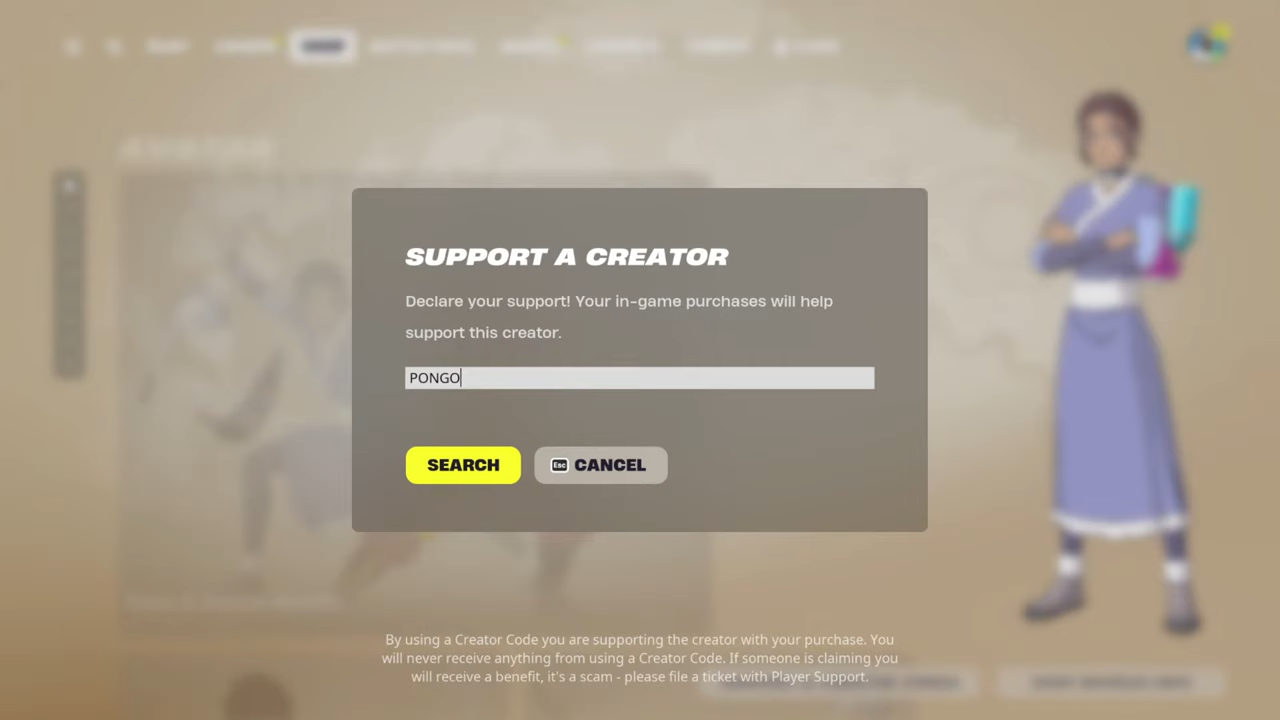 SUPPORT A CREATOR
Declare your support! Your in-game purchases will help
support this creator.
PONGO
SEARCH
Esc CANCEL
By using a Creator Code you are supporting the creator with your purchase. You
will never receive anything from using a Creator Code. If someone is claiming you
will receive a benefit, it's a scam - please file a ticket with Player Support.